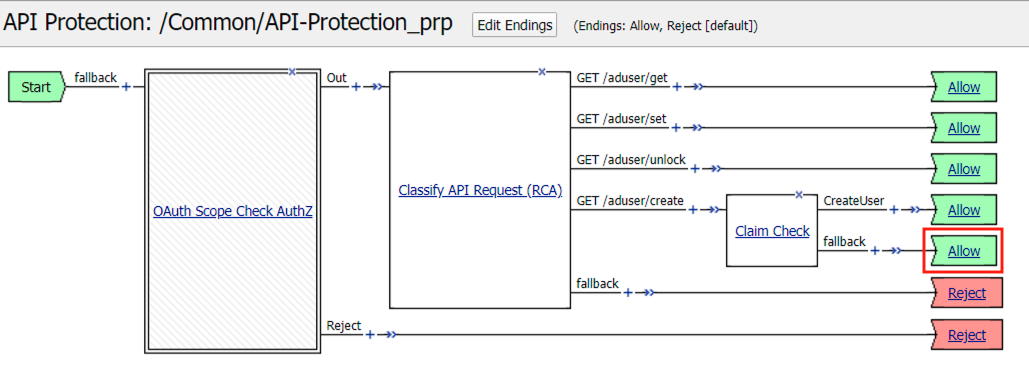 API Protection: /Common/API-Protection_prp Edit Endings (Endings: Allow, Reject [default])
Start fallback + Out + GET /aduser/get + Allow
GET /aduser/set + Allow
GET /aduser/unlock + Allow
OAuth Scope Check AuthZ
Classify API Request (RCA)
GET /aduser/create + Claim Check CreateUser + Allow
fallback + Allow
fallback + Reject
Reject + Reject